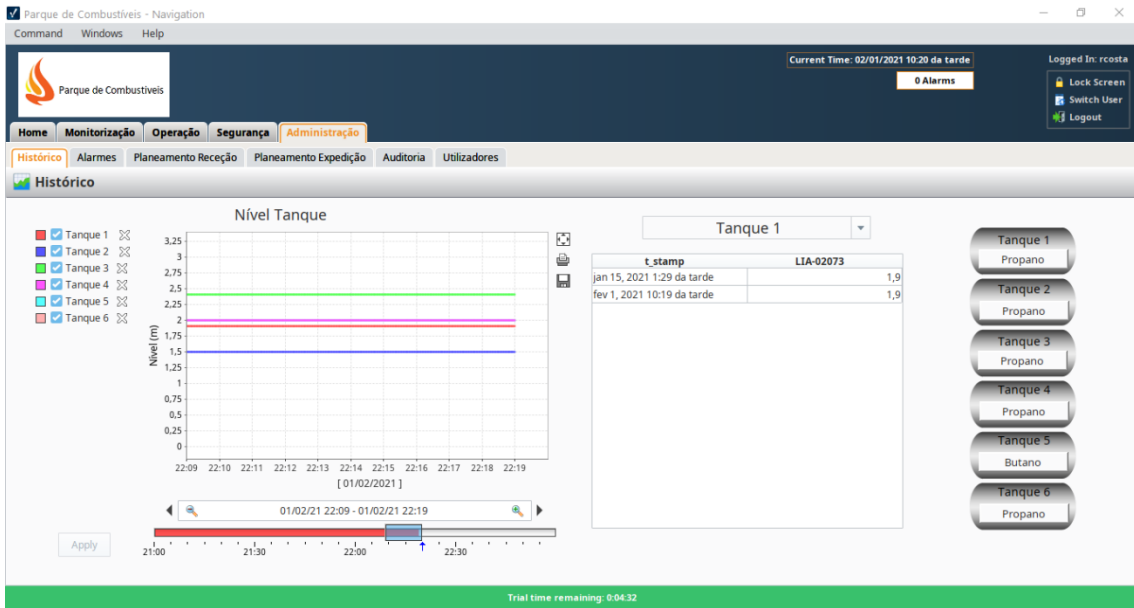 Parque de Combustíveis - Navigation
Command Windows Help
Parque de Combustíveis
Current Time: 02/01/2021 10:20 da tarde
0 Alarms
Logged In: rcosta
Lock Screen
Switch User
Logout
Home Monitorização Operação Segurança Administração
Histórico Alarmes Planeamento Receção Planeamento Expedição Auditoria Utilizadores
Histórico
Nível Tanque
Tanque 1
Tanque 2
Tanque 3
Tanque 4
Tanque 5
Tanque 6
Nível (m)
3,25
3
2,75
2,5
2,25
2
1,75
1,5
1,25
1
0,75
0,5
0,25
0
22:09 22:10 22:11 22:12 22:13 22:14 22:15 22:16 22:17 22:18 22:19
[ 01/02/2021 ]
01/02/21 22:09 - 01/02/21 22:19
21:00 21:30 22:00 22:30
Apply
Tanque 1
t_stamp LIA-02073
jan 15, 2021 1:29 da tarde 1,9
fev 1, 2021 10:19 da tarde 1,9
Tanque 1
Propano
Tanque 2
Propano
Tanque 3
Propano
Tanque 4
Propano
Tanque 5
Butano
Tanque 6
Propano
Trial time remaining: 0:04:32